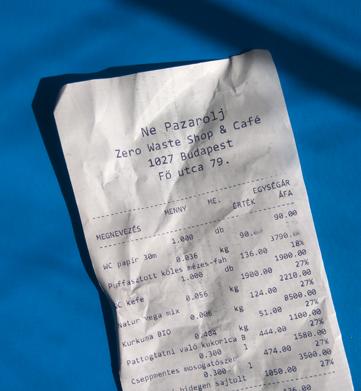 Ne Pazarolj
Zero Waste Shop & Café
1027 Budapest
Fő utca 79.
MEGNEVEZÉS MENNY ME. EGYSÉGÁR
ÉRTÉK ÁFA
WC papír 30m 90.00
1.000 db 90. 
Puffasztott köles mézes-fah 3790.
0.036 kg 136.00 18%
WC kefe 1900.00
1.000 db 1900.00 27%
Natur vega mix 2210.00
0.056 kg 124.00 27%
Kurkuma BIO 8500.00
0.006 kg 51.00 27%
Pattogtatni való kukorica B 1100.00
0.404 kg 444.00 27%
Cseppmentes mosogatószer 1580.00
0.300 l 474.00 27%
hidegen sajtolt 3500.00
0.300 l 1050.00 27%